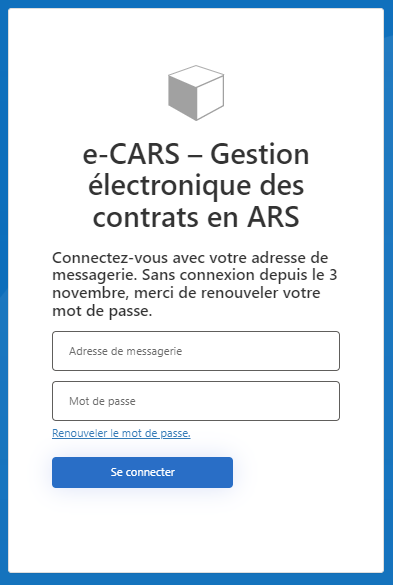 e-CARS – Gestion
électronique des
contrats en ARS
Connectez-vous avec votre adresse de
messagerie. Sans connexion depuis le 3
novembre, merci de renouveler votre
mot de passe.
Adresse de messagerie
Mot de passe
Renouveler le mot de passe.
Se connecter